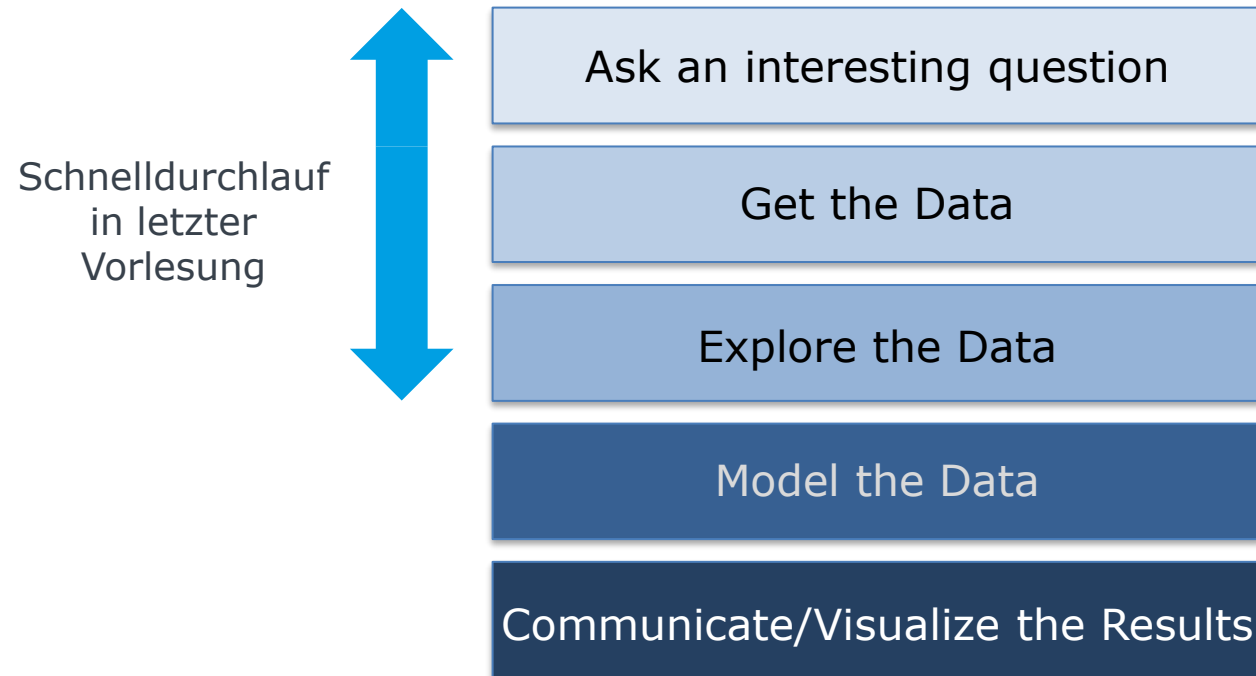 Ask an interesting question
Schnelldurchlauf
in letzter
Vorlesung
Get the Data
Explore the Data
Model the Data
Communicate/Visualize the Results